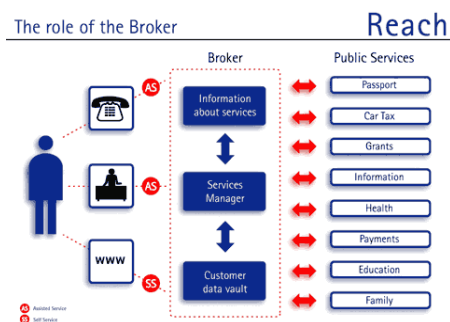 The role of the Broker
Reach
Broker
Public Services
AS
Information
about services
AS
Services
Manager
www
SS
Customer
data vault
Passport
Car Tax
Grants
Information
Health
Payments
Education
Family
AS Assisted Service
SS Self Service